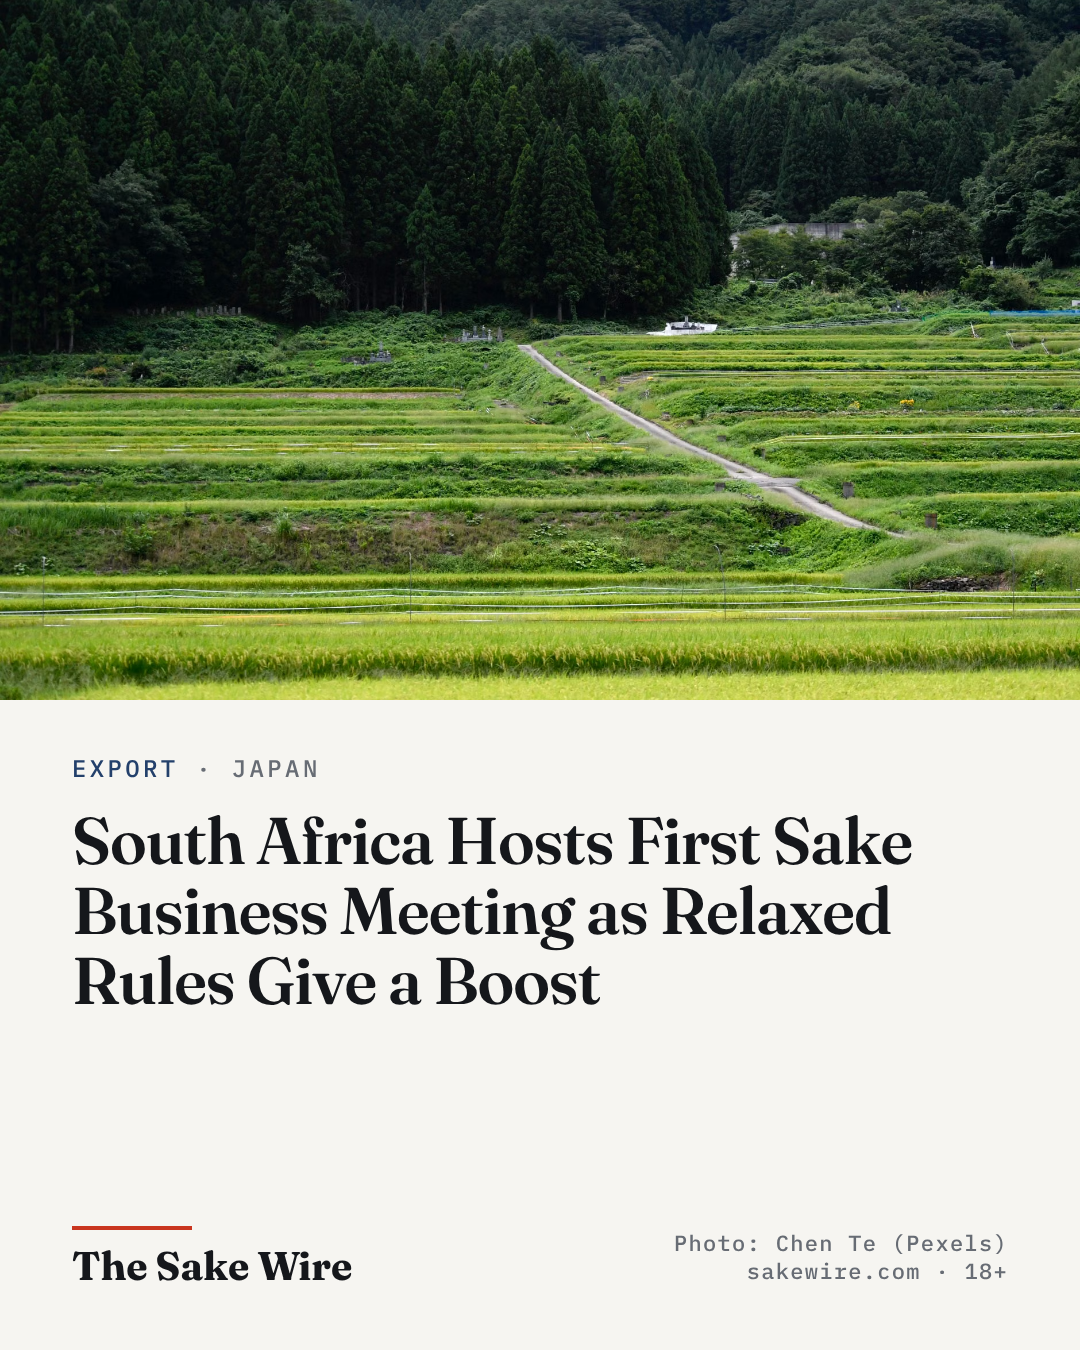 EXPORT · JAPAN
South Africa Hosts First Sake
Business Meeting as Relaxed
Rules Give a Boost
The Sake Wire
Photo: Chen Te (Pexels)
sakewire.com · 18+